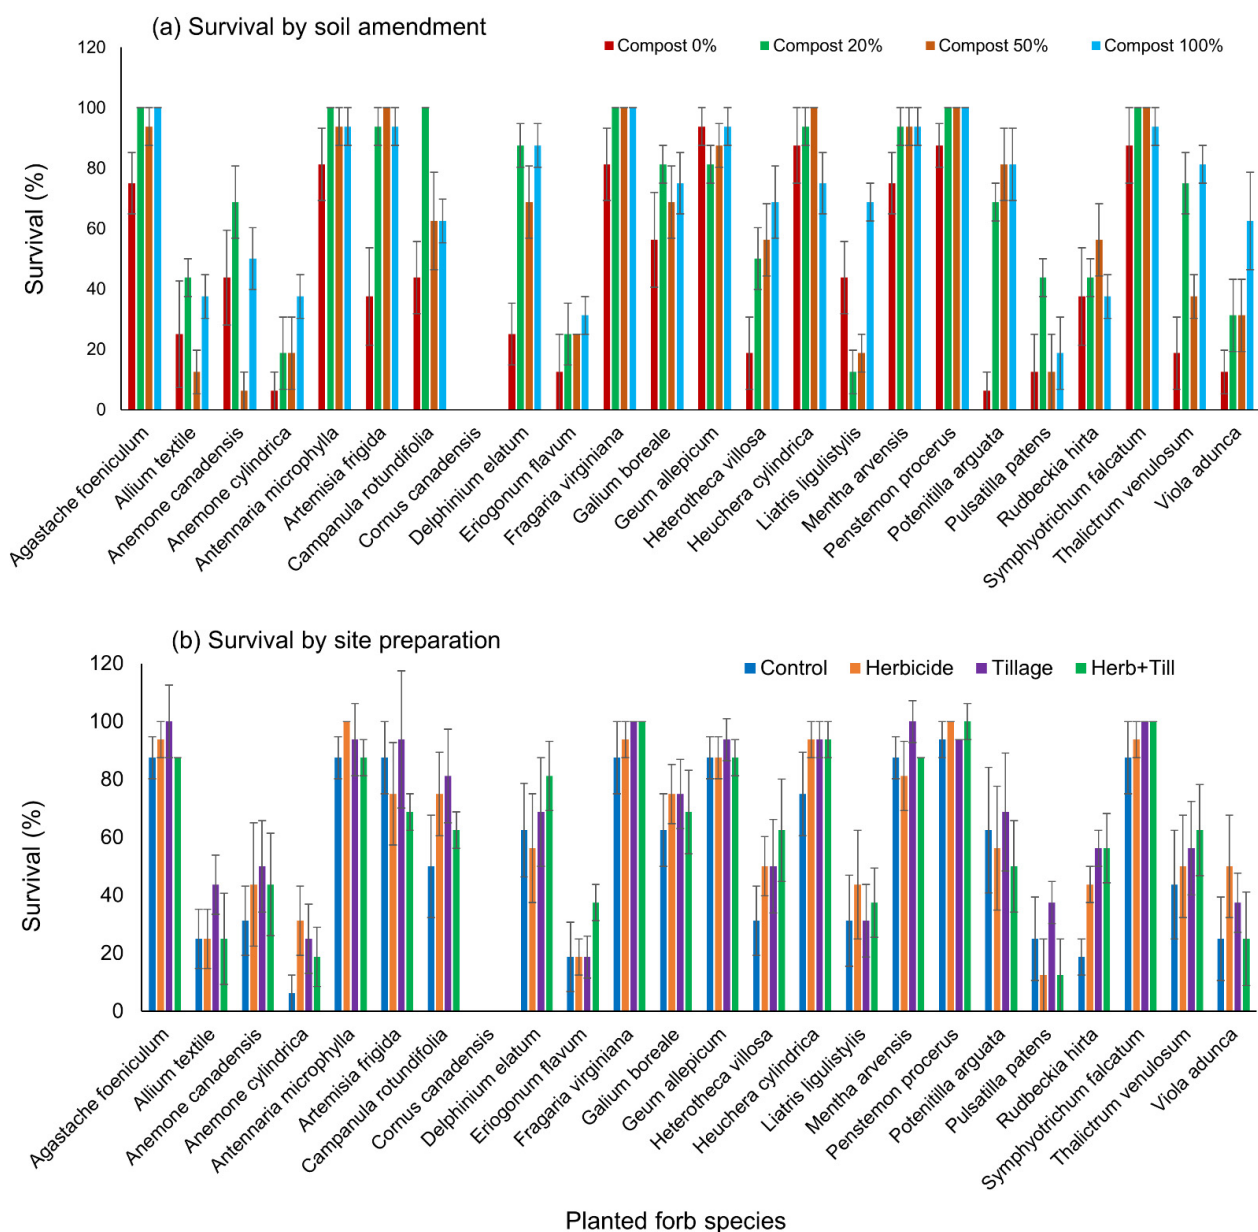 (a) Survival by soil amendment
Compost 0% Compost 20% Compost 50% Compost 100%
Survival (%)
120
100
80
60
40
20
0
Agastache foeniculum
Allium textile
Anemone canadensis
Anemone cylindrica
Antennaria microphylla
Artemisia frigida
Campanula rotundifolia
Cornus canadensis
Delphinium elatum
Eriogonum flavum
Fragaria virginiana
Galium boreale
Geum allepicum
Heterotheca villosa
Heuchera cylindrica
Liatris ligulistylis
Mentha arvensis
Penstemon procerus
Potenitilla arguata
Pulsatilla patens
Rudbeckia hirta
Symphyotrichum falcatum
Thalictrum venulosum
Viola adunca
(b) Survival by site preparation
Control Herbicide Tillage Herb+Till
Survival (%)
120
100
80
60
40
20
0
Agastache foeniculum
Allium textile
Anemone canadensis
Anemone cylindrica
Antennaria microphylla
Artemisia frigida
Campanula rotundifolia
Cornus canadensis
Delphinium elatum
Eriogonum flavum
Fragaria virginiana
Galium boreale
Geum allepicum
Heterotheca villosa
Heuchera cylindrica
Liatris ligulistylis
Mentha arvensis
Penstemon procerus
Potenitilla arguata
Pulsatilla patens
Rudbeckia hirta
Symphyotrichum falcatum
Thalictrum venulosum
Viola adunca
Planted forb species